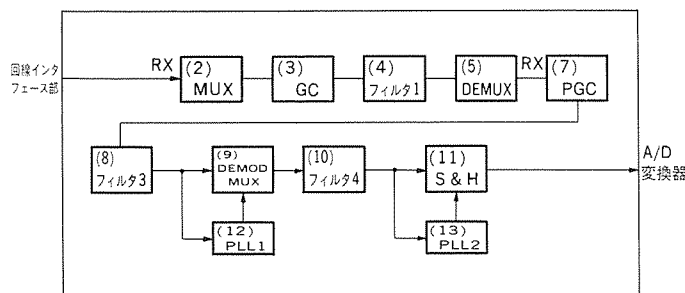 回線インタ
フェース部
RX
(2)
MUX
(3)
GC
(4)
フィルタ1
(5)
DEMUX
RX
(7)
PGC
(8)
フィルタ3
(9)
DEMOD
MUX
(10)
フィルタ4
(11)
S & H
A/D
変換器
(12)
PLL1
(13)
PLL2